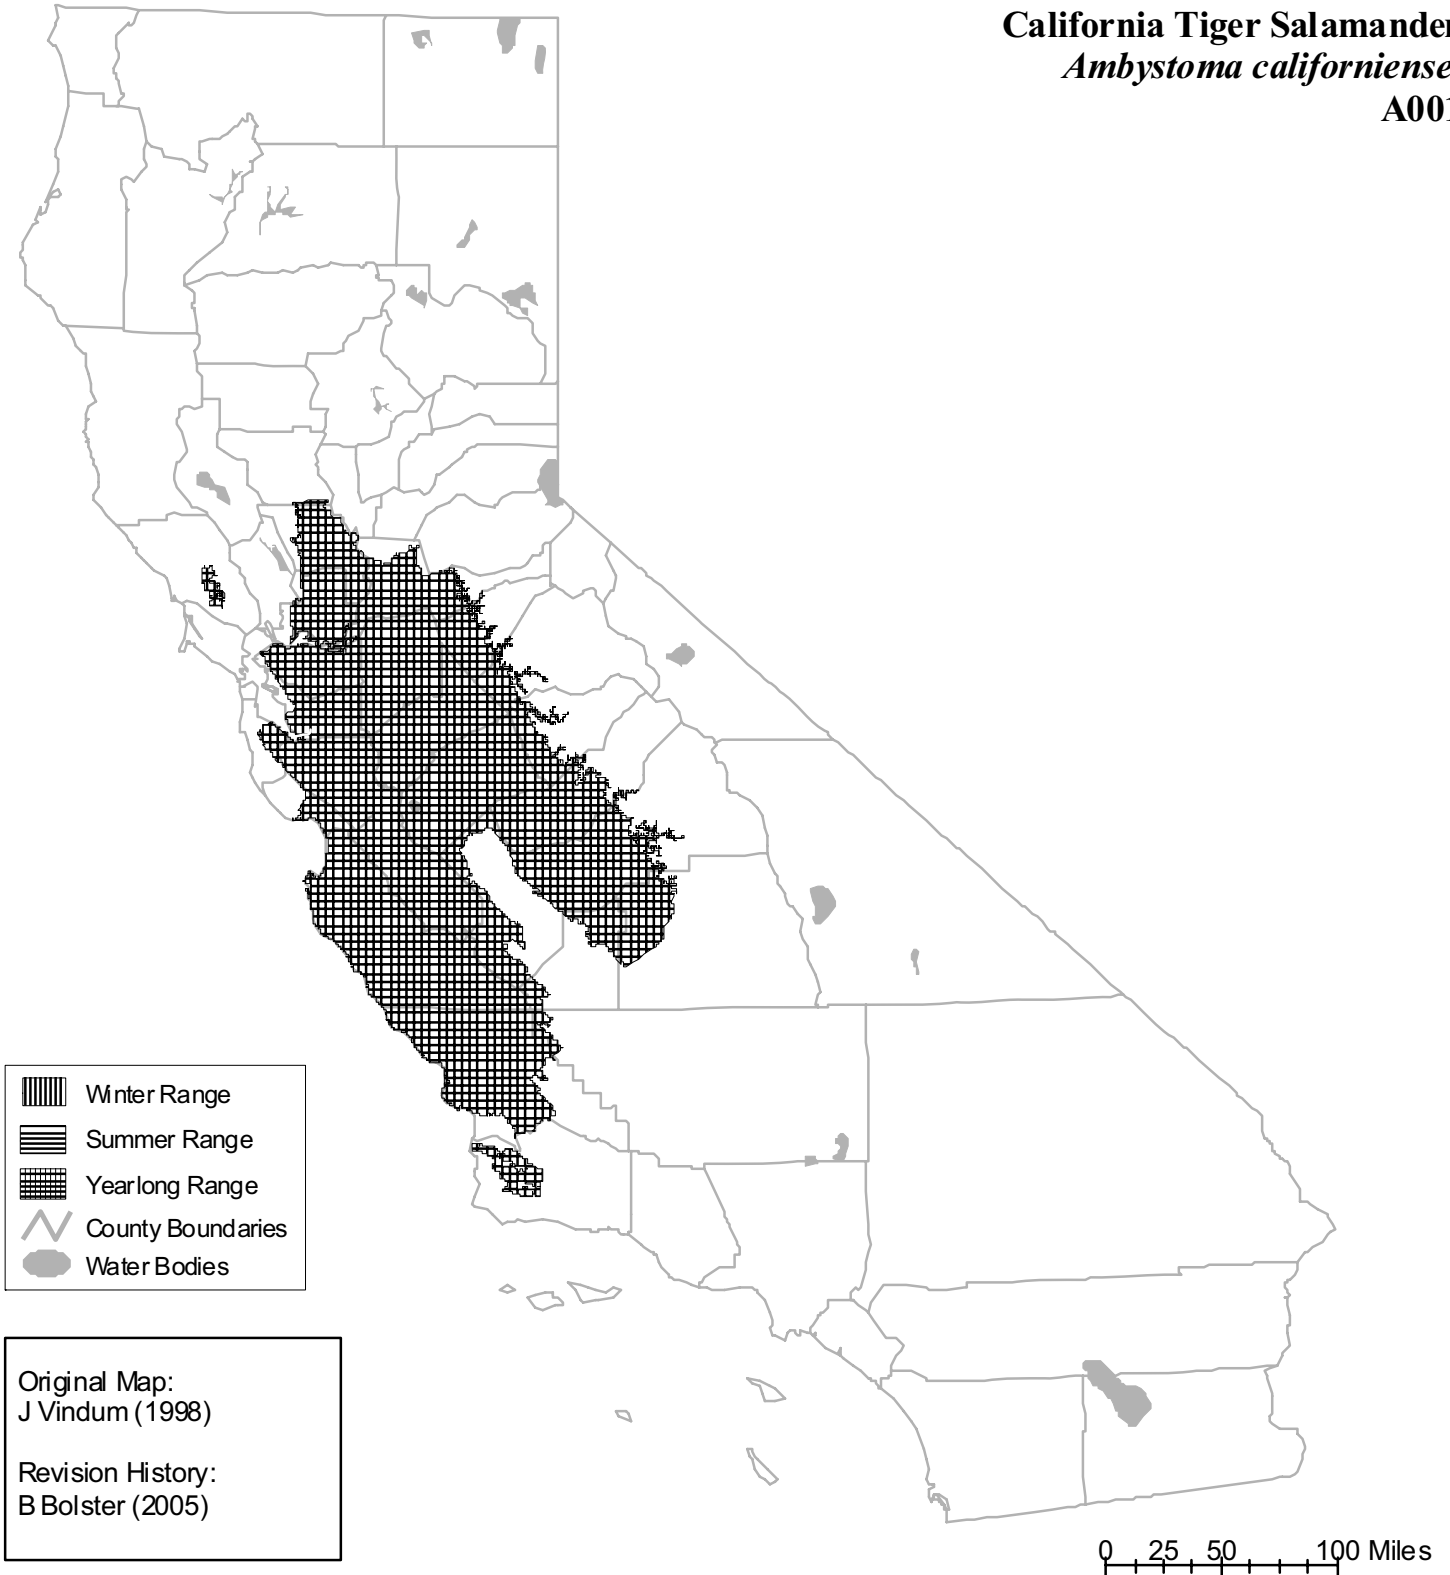 California Tiger Salamander
Ambystoma californiense
A001
Winter Range
Summer Range
Yearlong Range
County Boundaries
Water Bodies
Original Map:
J Vindum (1998)
Revision History:
B Bolster (2005)
0 25 50 100 Miles